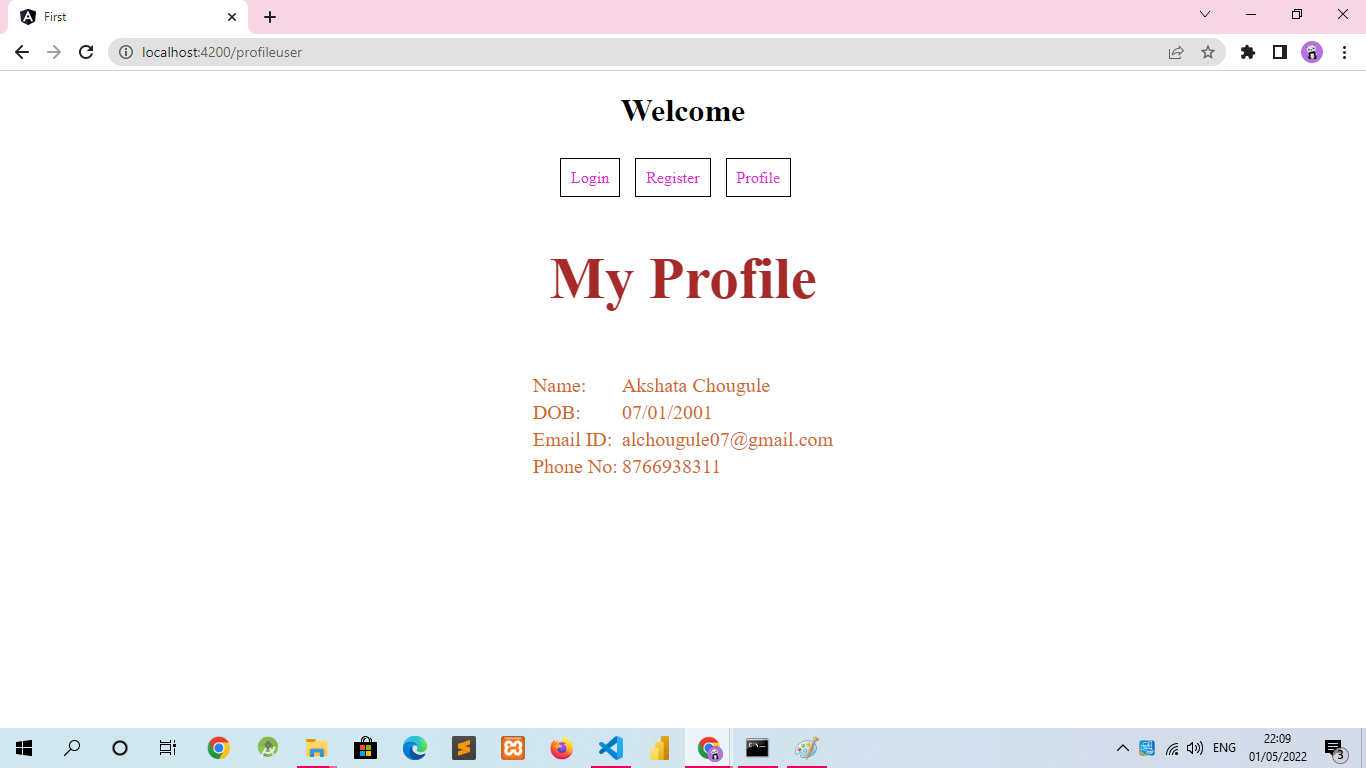 First
localhost:4200/profileuser
Welcome
Login Register Profile
My Profile
Name: Akshata Chougule
DOB: 07/01/2001
Email ID: alchougule07@gmail.com
Phone No: 8766938311
ENG
22:09
01/05/2022
3